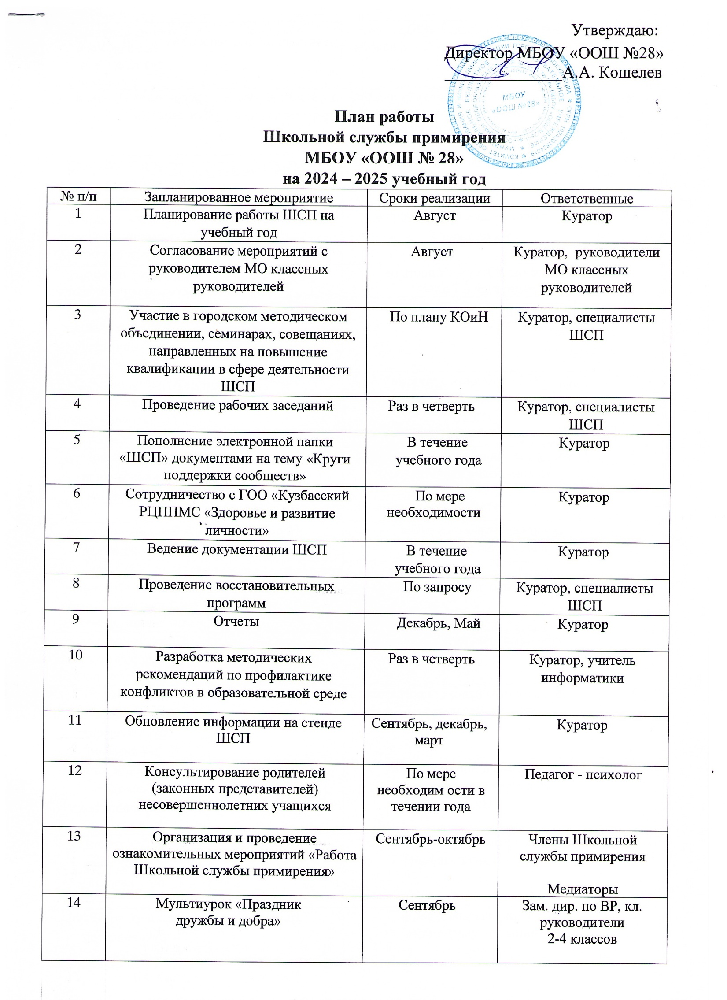 Утверждаю:
Директор МБОУ «ООШ №28»
А.А. Кошелев
МБОУ
«ООШ №28»
План работы
Школьной службы примирения
МБОУ «ООШ № 28»
на 2024 – 2025 учебный год
№ п/п Запланированное мероприятие Сроки реализации Ответственные
1 Планирование работы ШСП на Август Куратор
учебный год
2 Согласование мероприятий с Август Куратор, руководители
руководителем МО классных МО классных
руководителей руководителей
3 Участие в городском методическом По плану КОиН Куратор, специалисты
объединении, семинарах, совещаниях, ШСП
направленных на повышение
квалификации в сфере деятельности
ШСП
4 Проведение рабочих заседаний Раз в четверть Куратор, специалисты
ШСП
5 Пополнение электронной папки В течение Куратор
«ШСП» документами на тему «Круги учебного года
поддержки сообществ»
6 Сотрудничество с ГОО «Кузбасский По мере Куратор
РЦППМС «Здоровье и развитие необходимости
личности»
7 Ведение документации ШСП В течение Куратор
учебного года
8 Проведение восстановительных По запросу Куратор, специалисты
программ ШСП
9 Отчеты Декабрь, Май Куратор
10 Разработка методических Раз в четверть Куратор, учитель
рекомендаций по профилактике информатики
конфликтов в образовательной среде
11 Обновление информации на стенде Сентябрь, декабрь, Куратор
ШСП март
12 Консультирование родителей По мере Педагог - психолог
(законных представителей) необходим ости в
несовершеннолетних учащихся течении года
13 Организация и проведение Сентябрь-октябрь Члены Школьной
ознакомительных мероприятий «Работа службы примирения
Школьной службы примирения»
Медиаторы
14 Мультиурок «Праздник Сентябрь Зам. дир. по ВР, кл.
дружбы и добра» руководители
2-4 классов